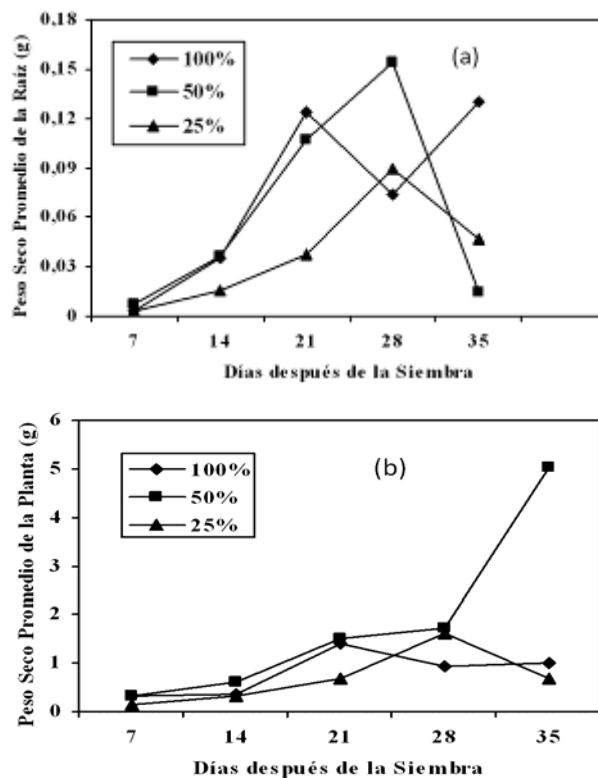 Peso Seco Promedio de la Raíz (g)
0,18
0,15
0,12
0,09
0,06
0,03
0
100%
50%
25%
(a)
7 14 21 28 35
Días después de la Siembra
Peso Seco Promedio de la Planta (g)
6
5
4
3
2
1
0
100%
50%
25%
(b)
7 14 21 28 35
Días después de la Siembra